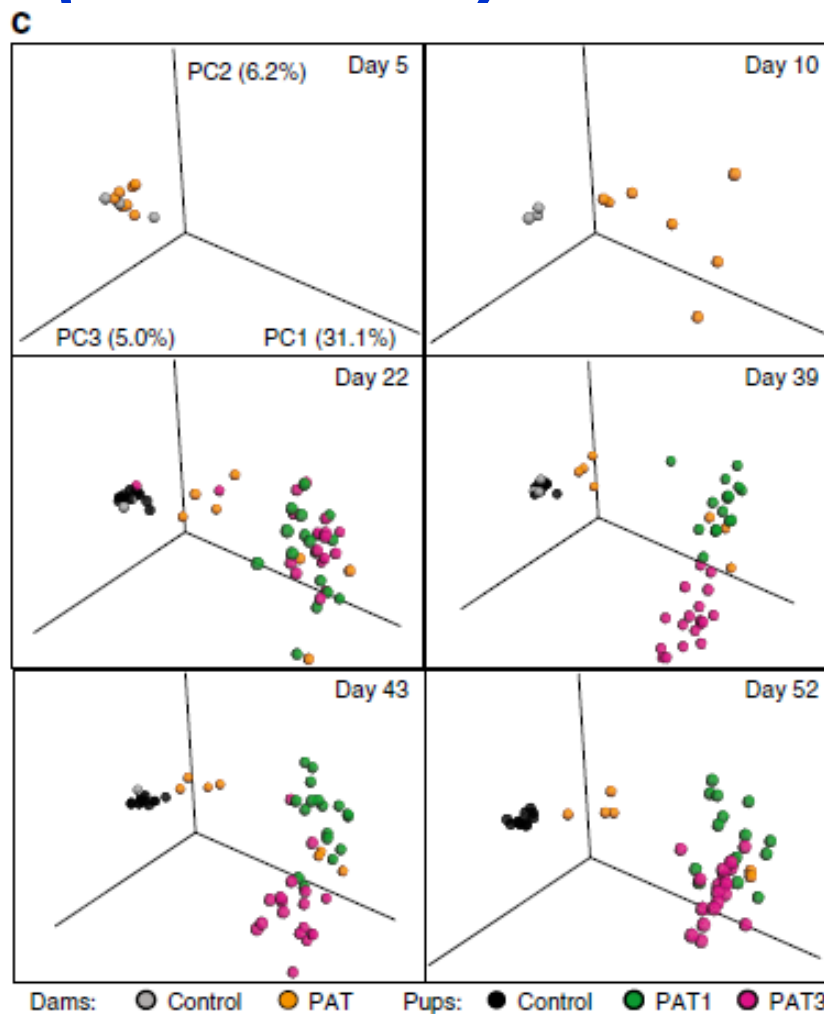 C
Day 5
PC2 (6.2%)
PC3 (5.0%)
PC1 (31.1%)
Day 10
Day 22
Day 39
Day 43
Day 52
Dams: Control PAT Pups: Control PAT1 PAT3